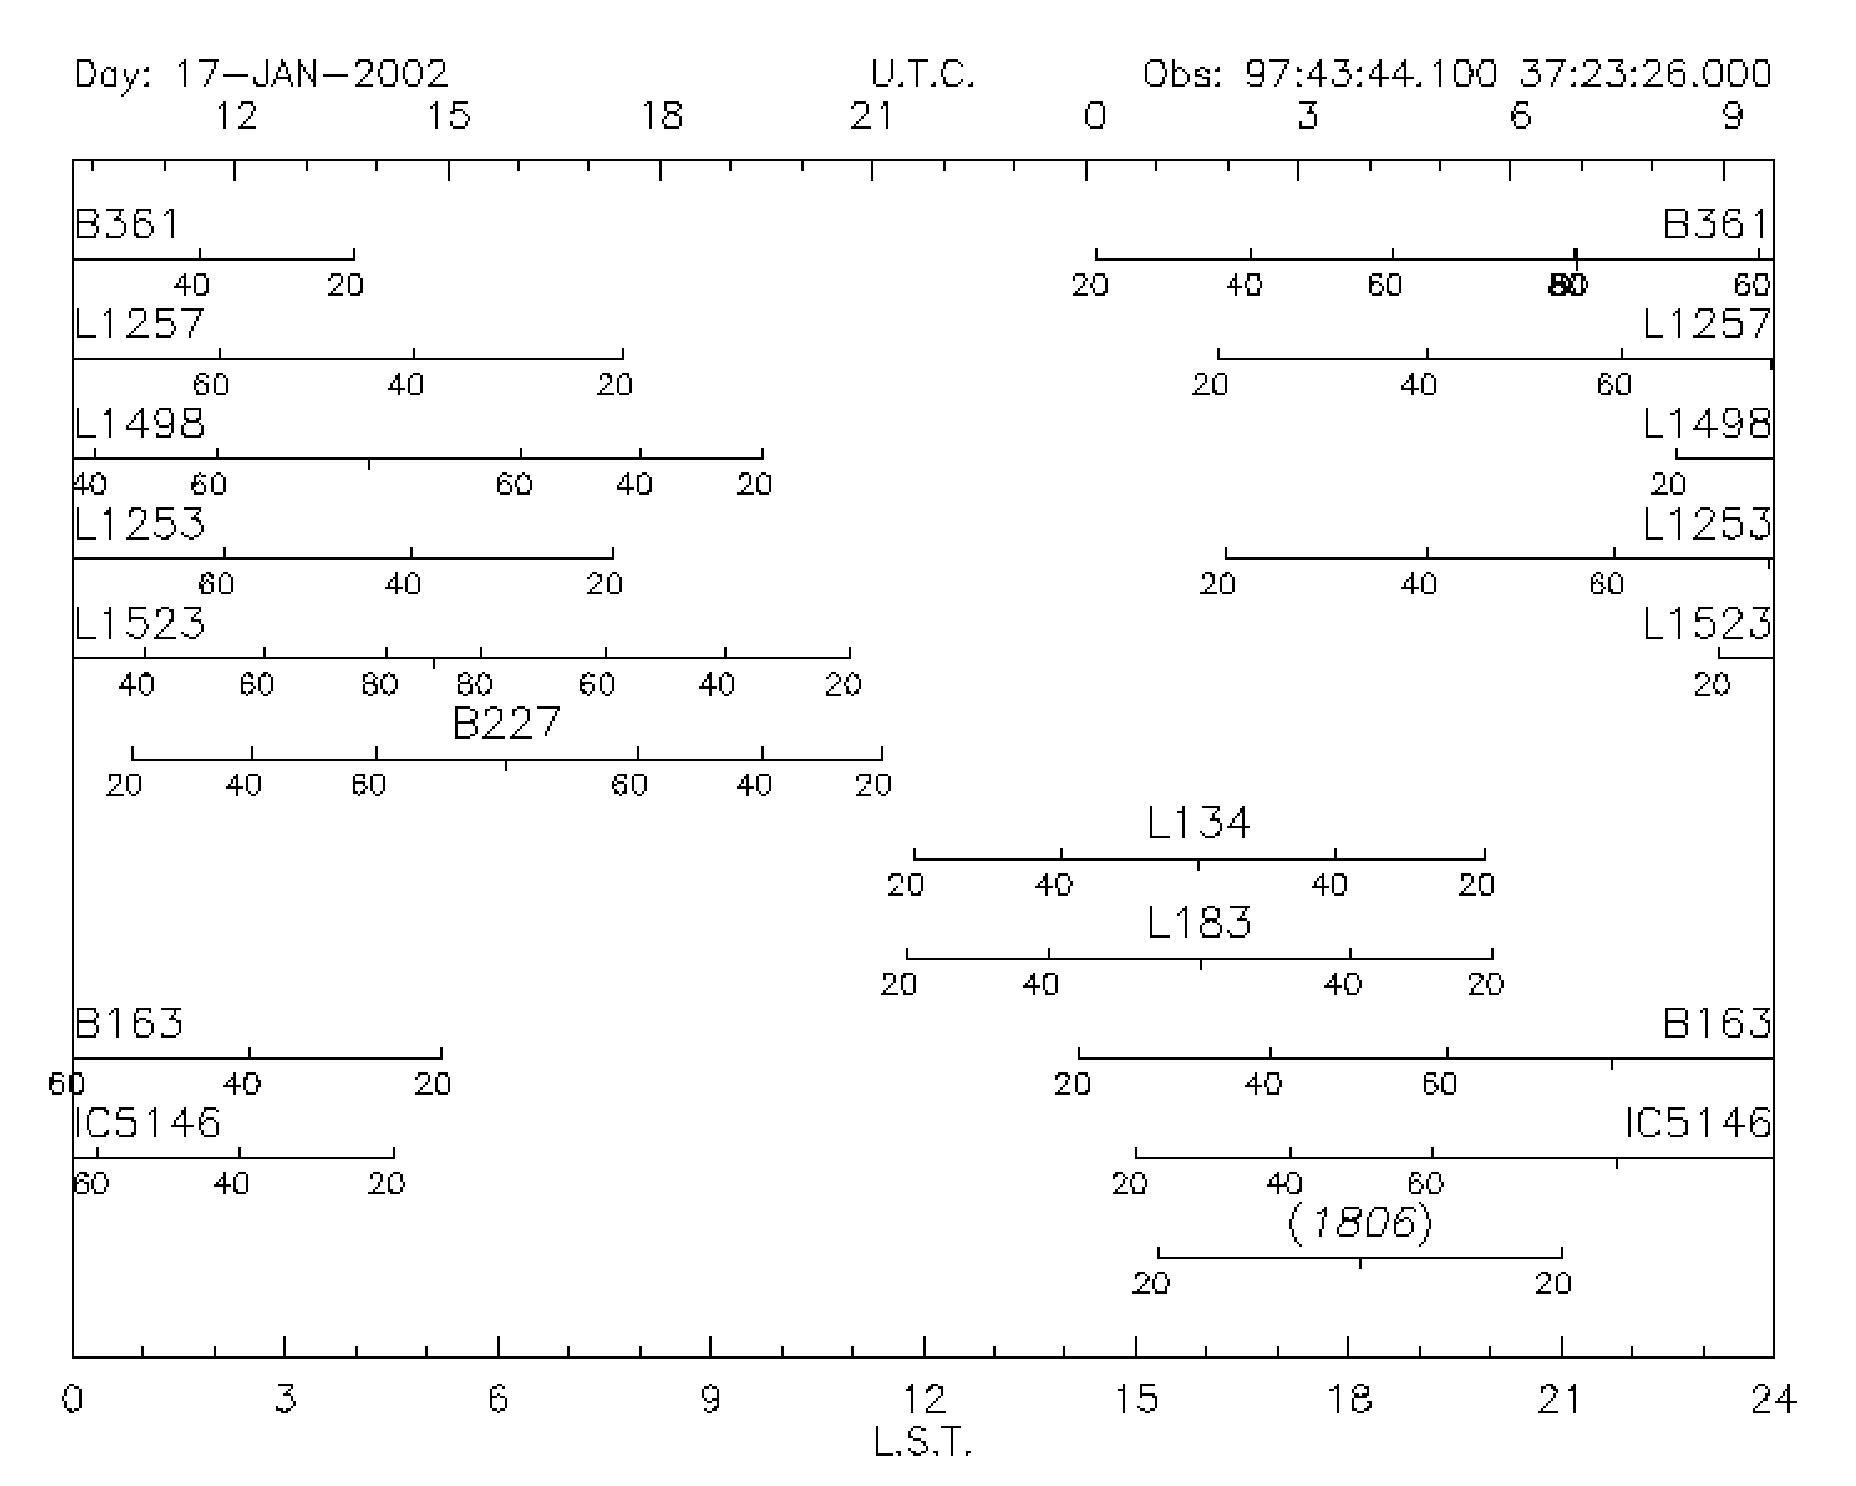 Day: 17-JAN-2002 U.T.C. Obs: 97:43:44.100 37:23:26.000
12 15 18 21 0 3 6 9
B361 B361
40 20 20 40 60 80 60
L1257 L1257
60 40 20 20 40 60
L1498 L1498
40 60 60 40 20 20
L1253 L1253
60 40 20 20 40 60
L1523 L1523
40 60 80 80 60 40 20 20
B227
20 40 60 60 40 20
L134
20 40 40 20
L183
20 40 40 20
B163 B163
60 40 20 20 40 60
IC5146 IC5146
60 40 20 20 40 60
(1806)
20 20
0 3 6 9 12 15 18 21 24
L.S.T.